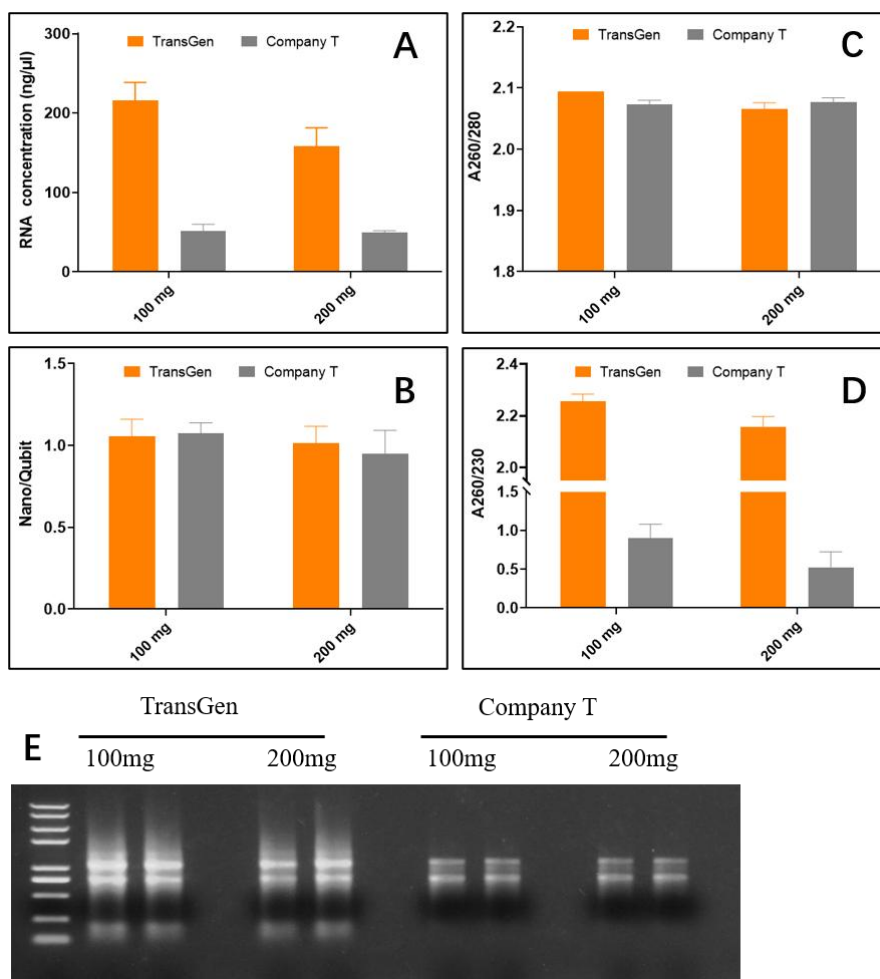 TransGen Company T
A
300
200
100
0
RNA concentration (ng/μl)
100 mg
200 mg
TransGen Company T
C
2.2
2.1
2.0
1.9
1.8
A260/280
100 mg
200 mg
TransGen Company T
B
1.5
1.0
0.5
0.0
Nano/Qubit
100 mg
200 mg
TransGen Company T
D
2.4
2.2
2.0
1.5
1.0
0.5
0.0
A260/230
100 mg
200 mg
TransGen Company T
E
100mg 200mg 100mg 200mg